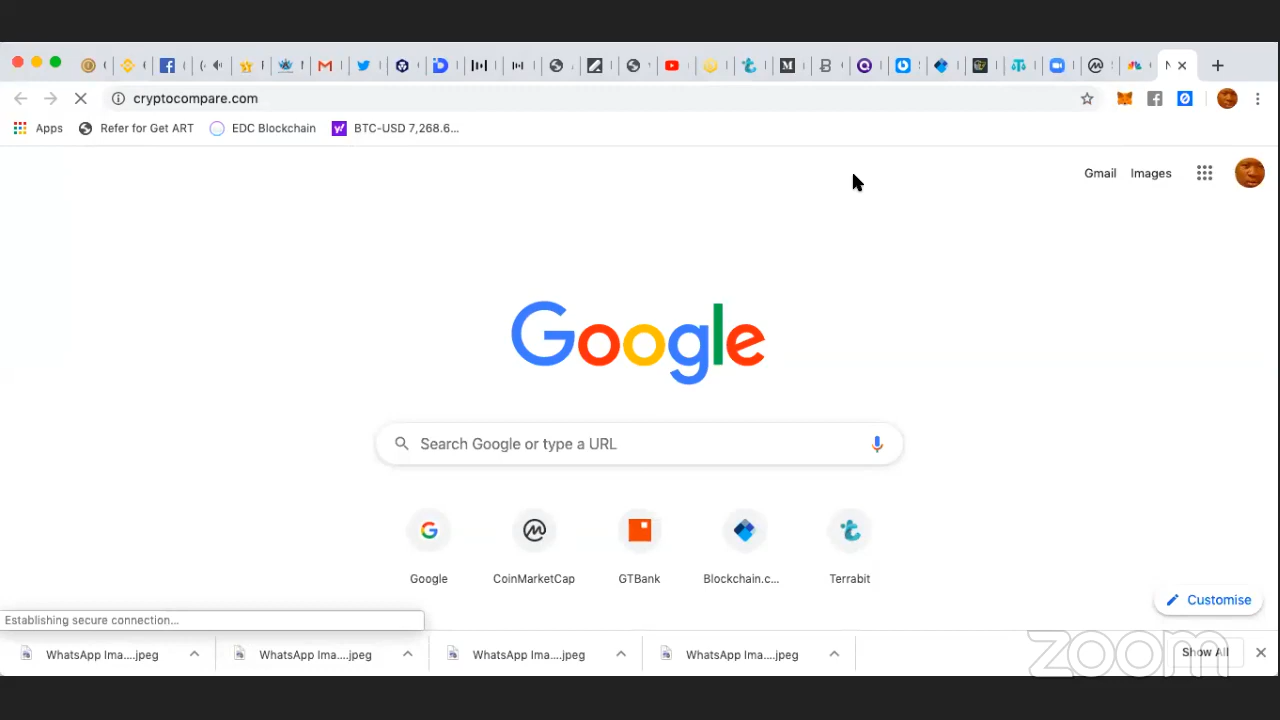 cryptocompare.com
Apps
Refer for Get ART
EDC Blockchain
BTC-USD 7,268.6...
Gmail
Images
Google
Search Google or type a URL
Google
CoinMarketCap
GTBank
Blockchain.c...
Terrabit
Customise
Establishing secure connection...
WhatsApp Ima....jpeg
WhatsApp Ima....jpeg
WhatsApp Ima....jpeg
WhatsApp Ima....jpeg
Show All
zoom